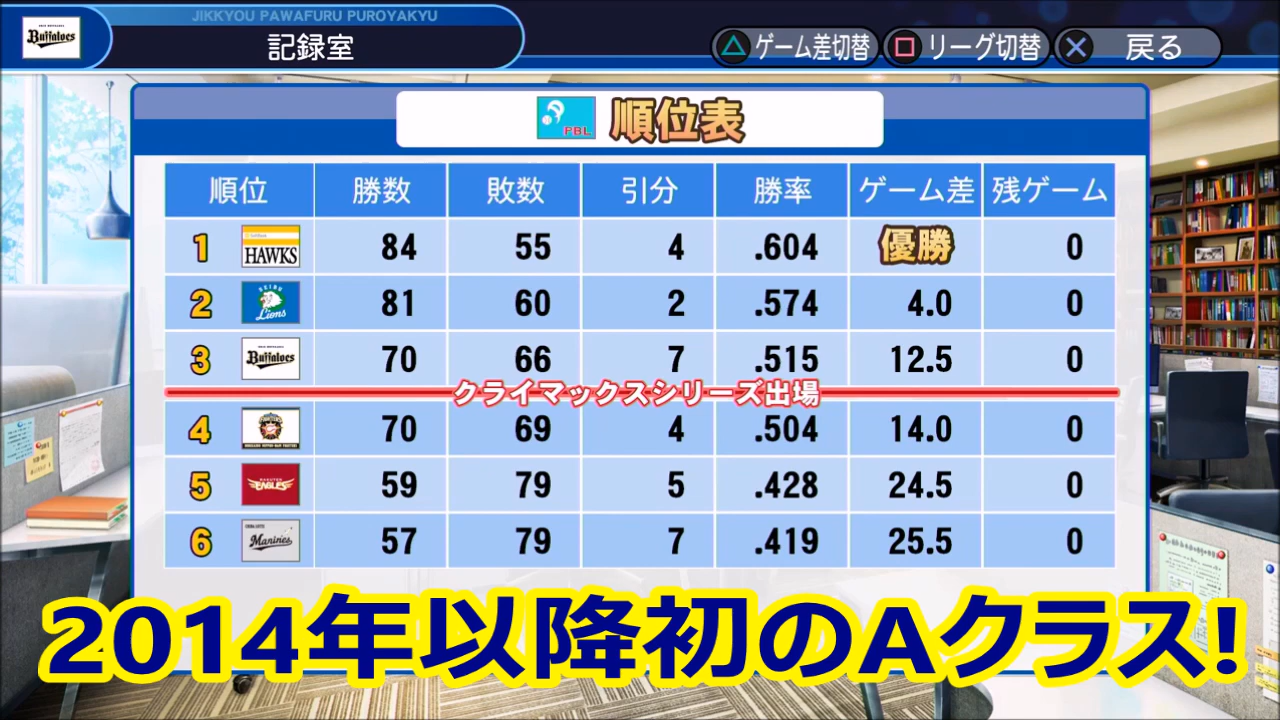 JIKKYOU PAWAFURU PUROYAKYU
Buffaloes
記録室
ゲーム差切替 リーグ切替 戻る
PBL 順位表
順位 勝数 敗数 引分 勝率 ゲーム差 残ゲーム
1 HAWKS 84 55 4 .604 優勝 0
2 Lions 81 60 2 .574 4.0 0
3 Buffaloes 70 66 7 .515 12.5 0
クライマックスシリーズ出場
4 70 69 4 .504 14.0 0
5 EAGLES 59 79 5 .428 24.5 0
6 Marines 57 79 7 .419 25.5 0
2014年以降初のAクラス!